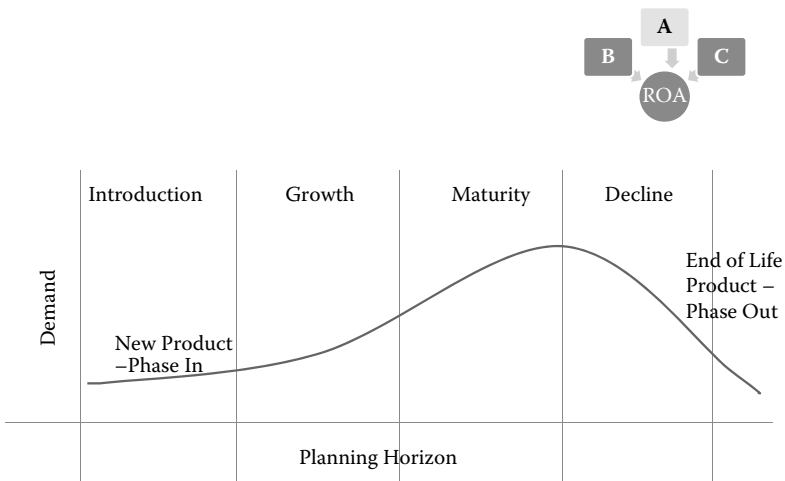 A
B
C
ROA
Introduction
Growth
Maturity
Decline
Demand
New Product
–Phase In
End of Life
Product –
Phase Out
Planning Horizon